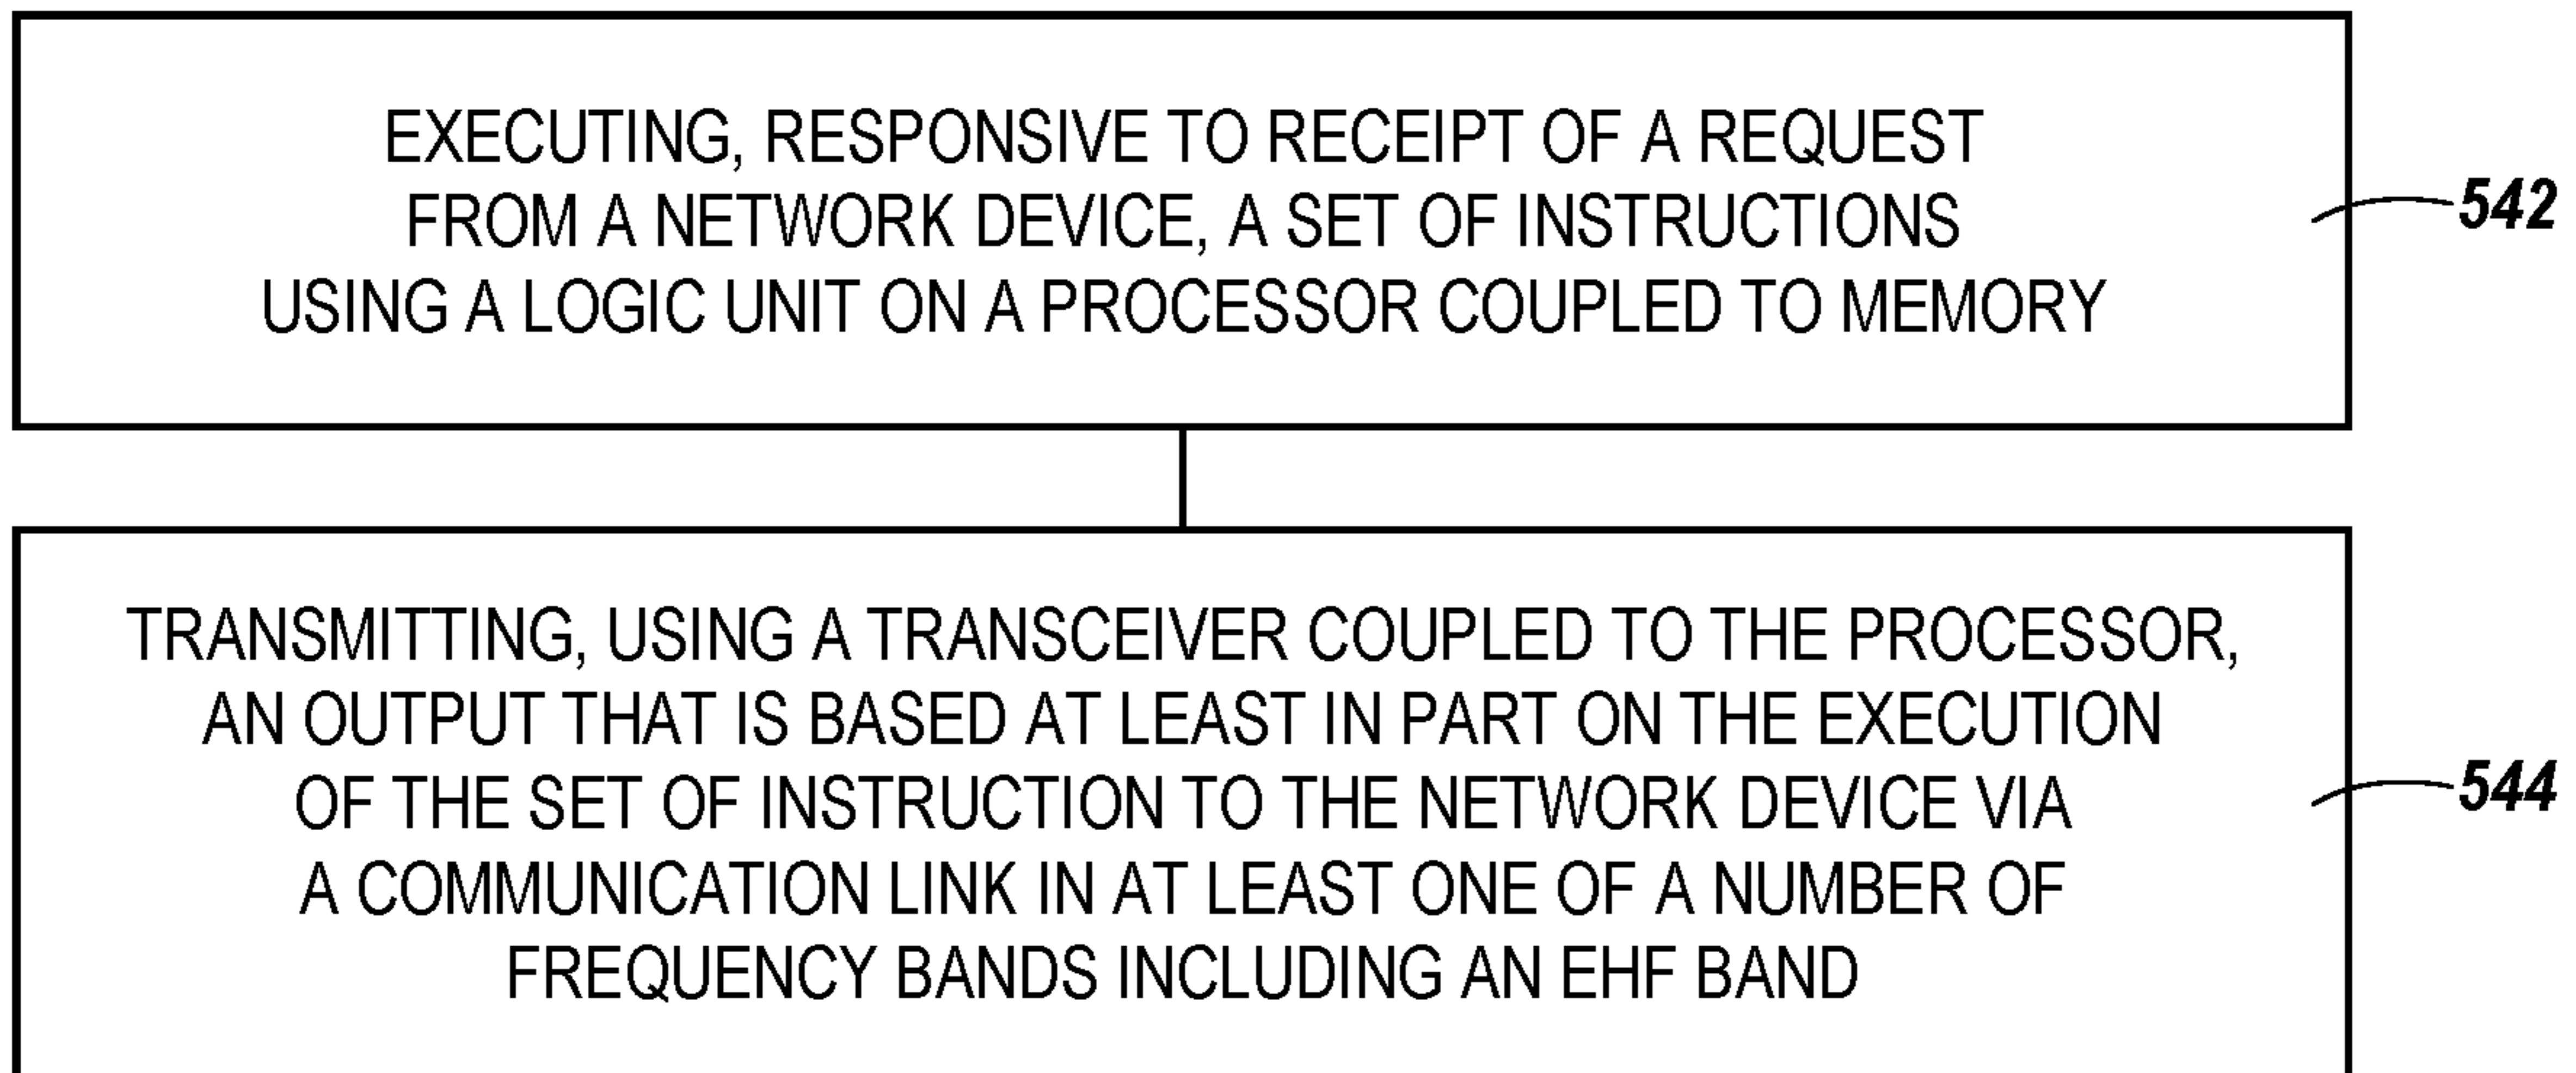 EXECUTING, RESPONSIVE TO RECEIPT OF A REQUEST
FROM A NETWORK DEVICE, A SET OF INSTRUCTIONS
USING A LOGIC UNIT ON A PROCESSOR COUPLED TO MEMORY
542
TRANSMITTING, USING A TRANSCEIVER COUPLED TO THE PROCESSOR,
AN OUTPUT THAT IS BASED AT LEAST IN PART ON THE EXECUTION
OF THE SET OF INSTRUCTION TO THE NETWORK DEVICE VIA
A COMMUNICATION LINK IN AT LEAST ONE OF A NUMBER OF
FREQUENCY BANDS INCLUDING AN EHF BAND
544